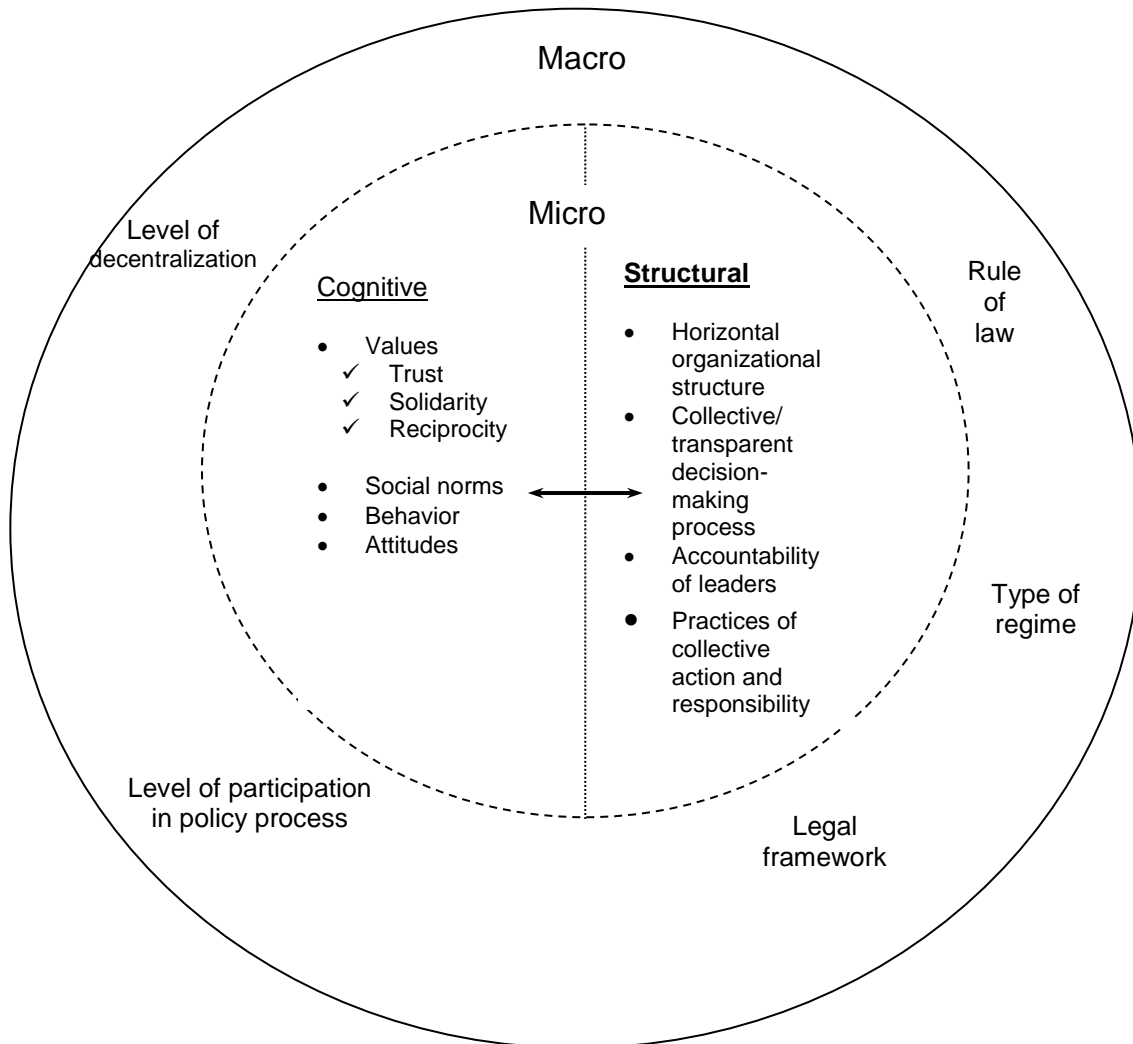 Macro
Micro
Level of
decentralization
Cognitive
• Values
✓ Trust
✓ Solidarity
✓ Reciprocity
• Social norms
• Behavior
• Attitudes
Structural
• Horizontal
organizational
structure
• Collective/
transparent
decision-
making
process
• Accountability
of leaders
• Practices of
collective
action and
responsibility
Rule
of
law
Type of
regime
Level of participation
in policy process
Legal
framework